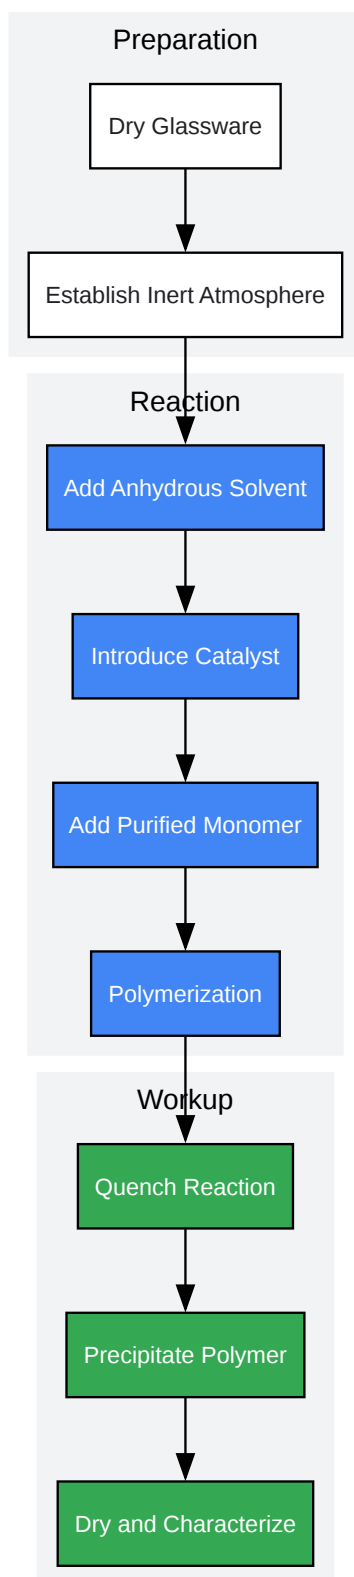 Preparation
Dry Glassware
Establish Inert Atmosphere
Reaction
Add Anhydrous Solvent
Introduce Catalyst
Add Purified Monomer
Polymerization
Workup
Quench Reaction
Precipitate Polymer
Dry and Characterize